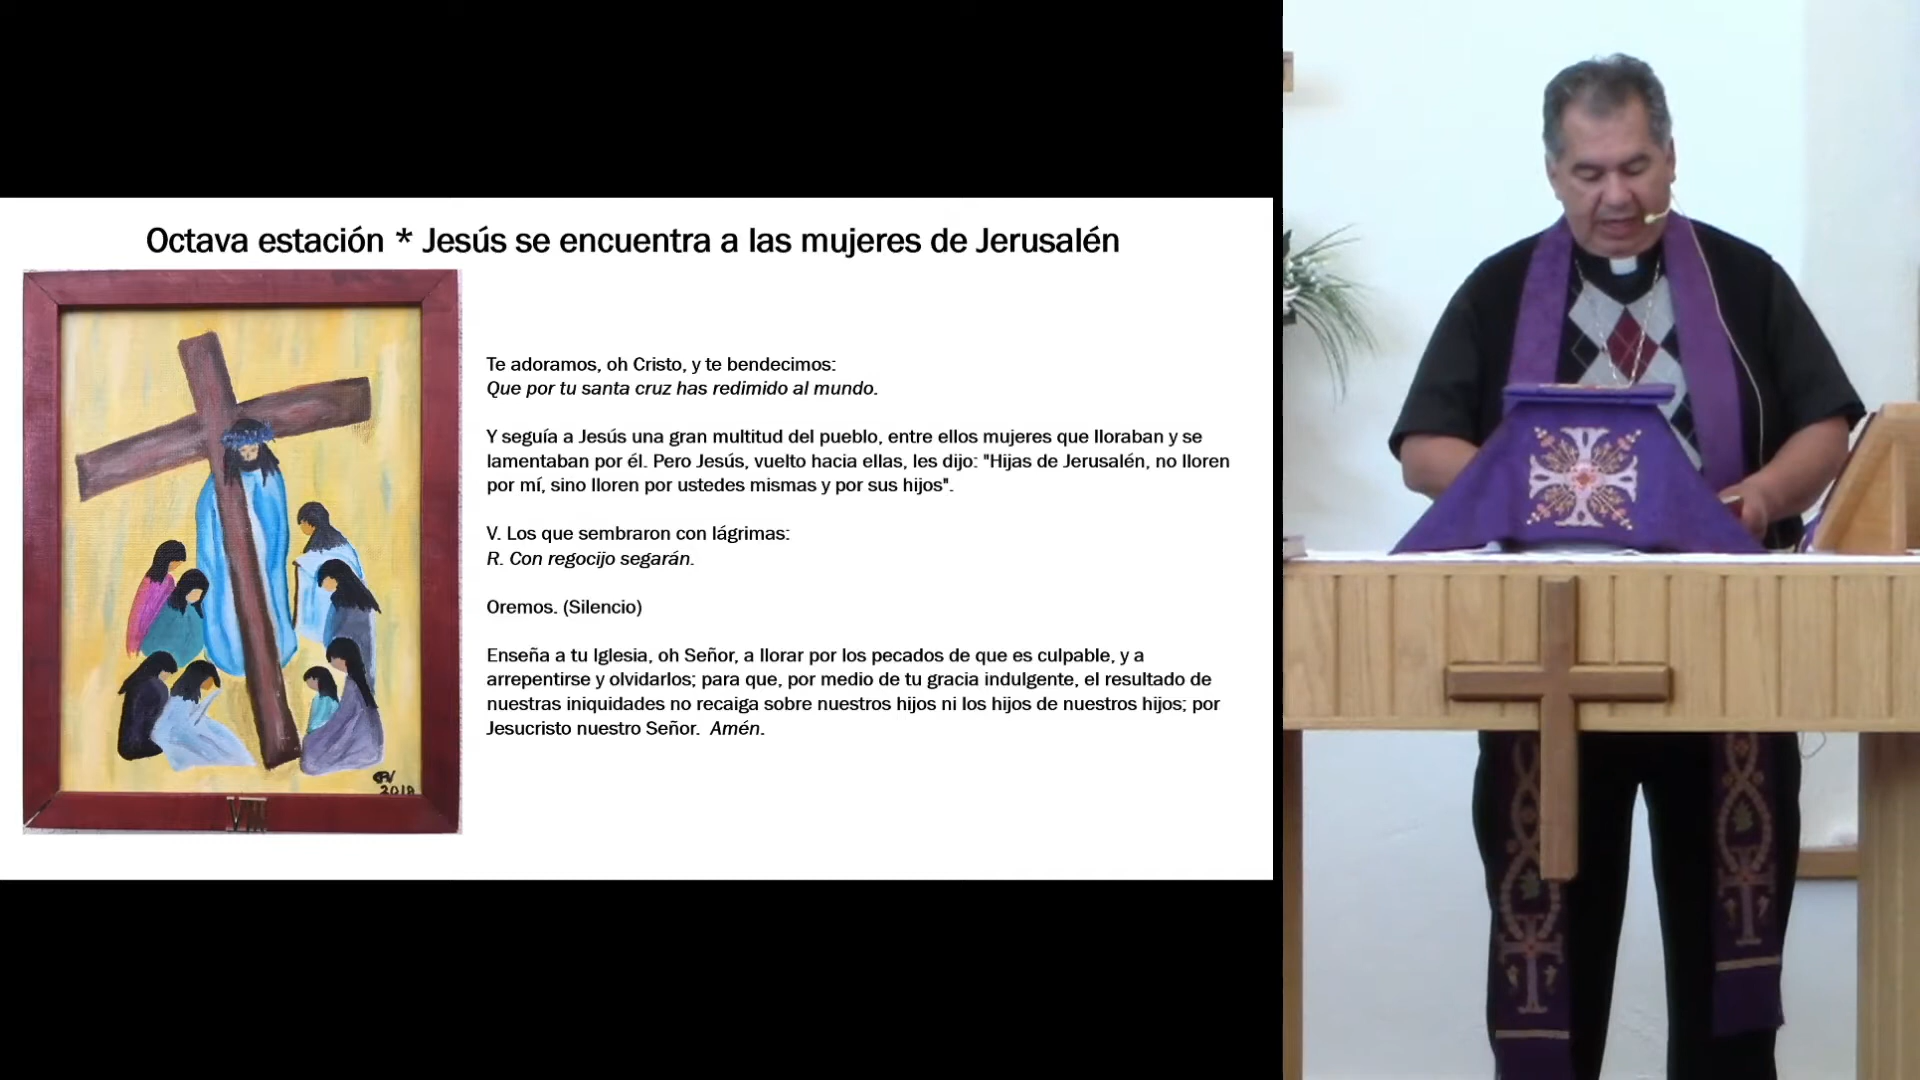 Octava estación * Jesús se encuentra a las mujeres de Jerusalén
Te adoramos, oh Cristo, y te bendecimos:
Que por tu santa cruz has redimido al mundo.
Y seguía a Jesús una gran multitud del pueblo, entre ellos mujeres que lloraban y se
lamentaban por él. Pero Jesús, vuelto hacia ellas, les dijo: "Hijas de Jerusalén, no lloren
por mí, sino lloren por ustedes mismas y por sus hijos".
V. Los que sembraron con lágrimas:
R. Con regocijo segarán.
Oremos. (Silencio)
Enseña a tu Iglesia, oh Señor, a llorar por los pecados de que es culpable, y a
arrepentirse y olvidarlos; para que, por medio de tu gracia indulgente, el resultado de
nuestras iniquidades no recaiga sobre nuestros hijos ni los hijos de nuestros hijos; por
Jesucristo nuestro Señor. Amén.
2018
VIII